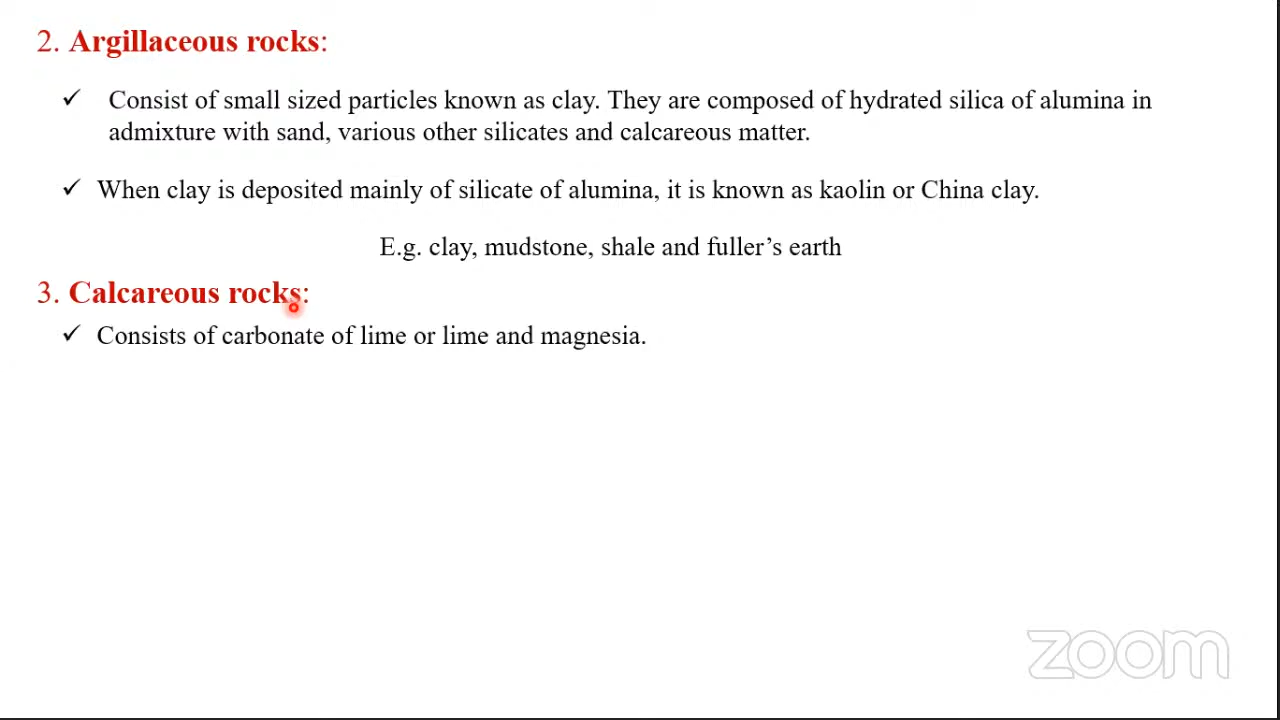 2. Argillaceous rocks:
✓ Consist of small sized particles known as clay. They are composed of hydrated silica of alumina in
admixture with sand, various other silicates and calcareous matter.
✓ When clay is deposited mainly of silicate of alumina, it is known as kaolin or China clay.
E.g. clay, mudstone, shale and fuller’s earth
3. Calcareous rocks:
✓ Consists of carbonate of lime or lime and magnesia.
zoom